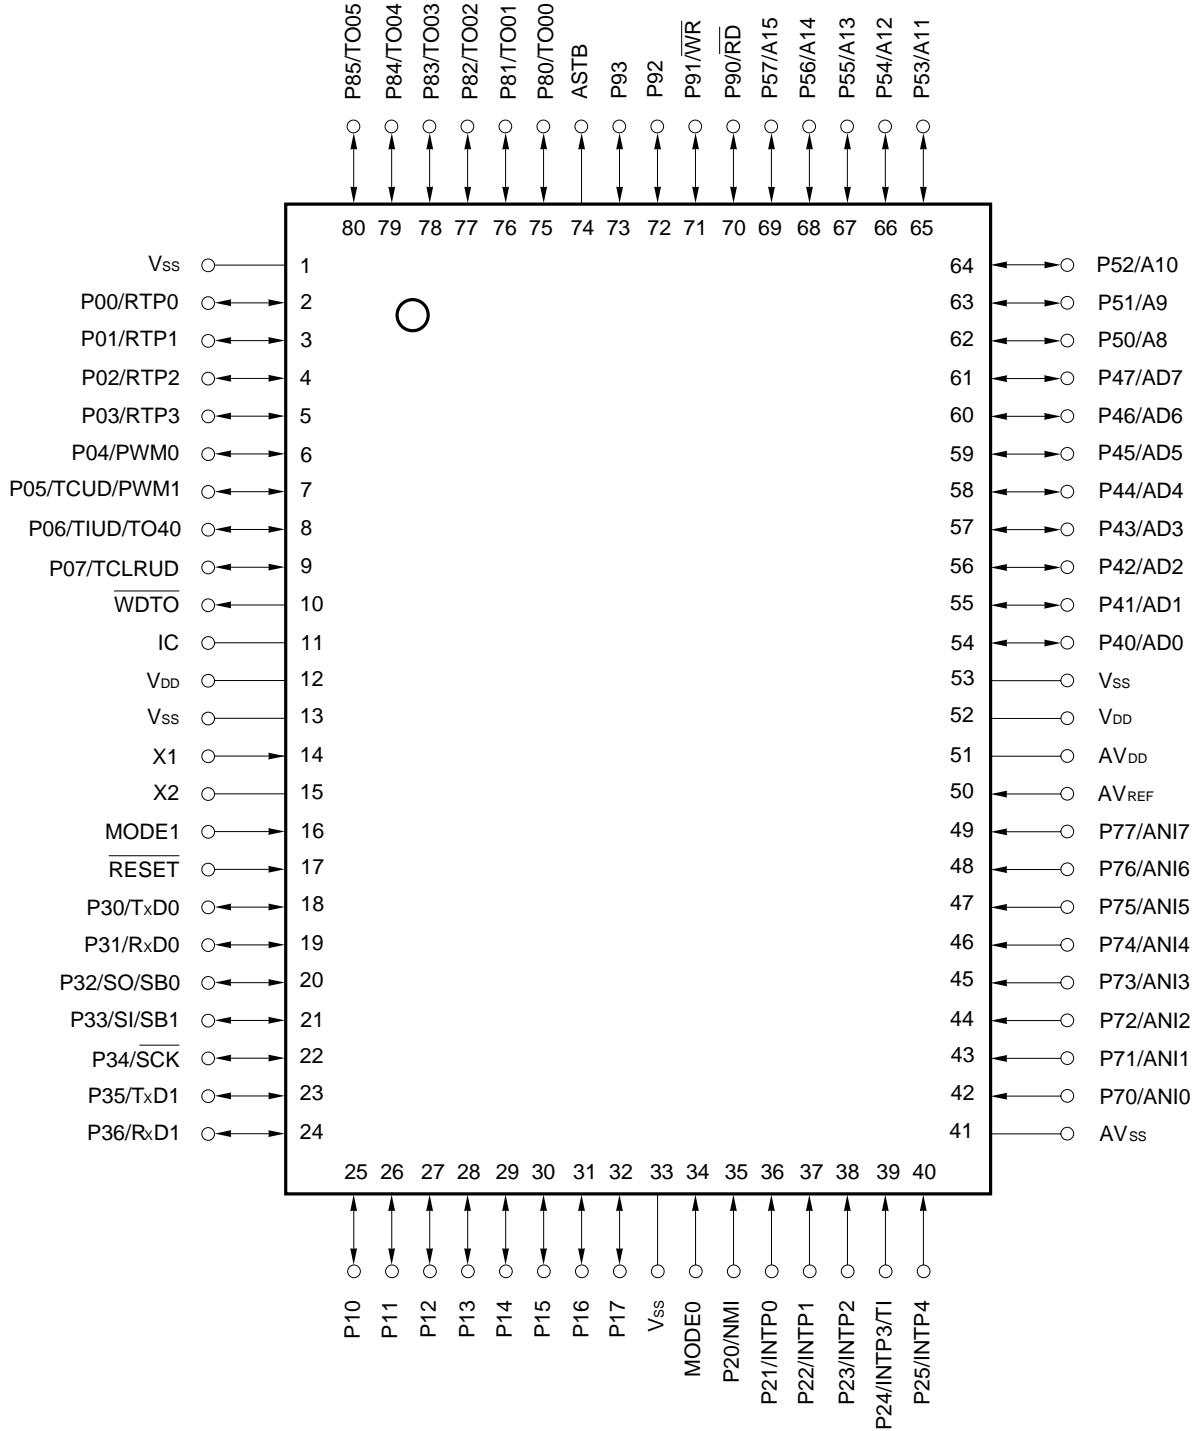 P85/TO05
P84/TO04
P83/TO03
P82/TO02
P81/TO01
P80/TO00
ASTB
P93
P92
P91/WR
P90/RD
P57/A15
P56/A14
P55/A13
P54/A12
P53/A11
80 79 78 77 76 75 74 73 72 71 70 69 68 67 66 65
Vss 1
P00/RTP0 2
P01/RTP1 3
P02/RTP2 4
P03/RTP3 5
P04/PWM0 6
P05/TCUD/PWM1 7
P06/TIUD/TO40 8
P07/TCLRUD 9
WDTO 10
IC 11
VDD 12
Vss 13
X1 14
X2 15
MODE1 16
RESET 17
P30/TxD0 18
P31/RxD0 19
P32/SO/SB0 20
P33/SI/SB1 21
P34/SCK 22
P35/TxD1 23
P36/RxD1 24
64 P52/A10
63 P51/A9
62 P50/A8
61 P47/AD7
60 P46/AD6
59 P45/AD5
58 P44/AD4
57 P43/AD3
56 P42/AD2
55 P41/AD1
54 P40/AD0
53 Vss
52 VDD
51 AVDD
50 AVREF
49 P77/ANI7
48 P76/ANI6
47 P75/ANI5
46 P74/ANI4
45 P73/ANI3
44 P72/ANI2
43 P71/ANI1
42 P70/ANI0
41 AVss
25 26 27 28 29 30 31 32 33 34 35 36 37 38 39 40
P10
P11
P12
P13
P14
P15
P16
P17
Vss
MODE0
P20/NMI
P21/INTP0
P22/INTP1
P23/INTP2
P24/INTP3/TI
P25/INTP4